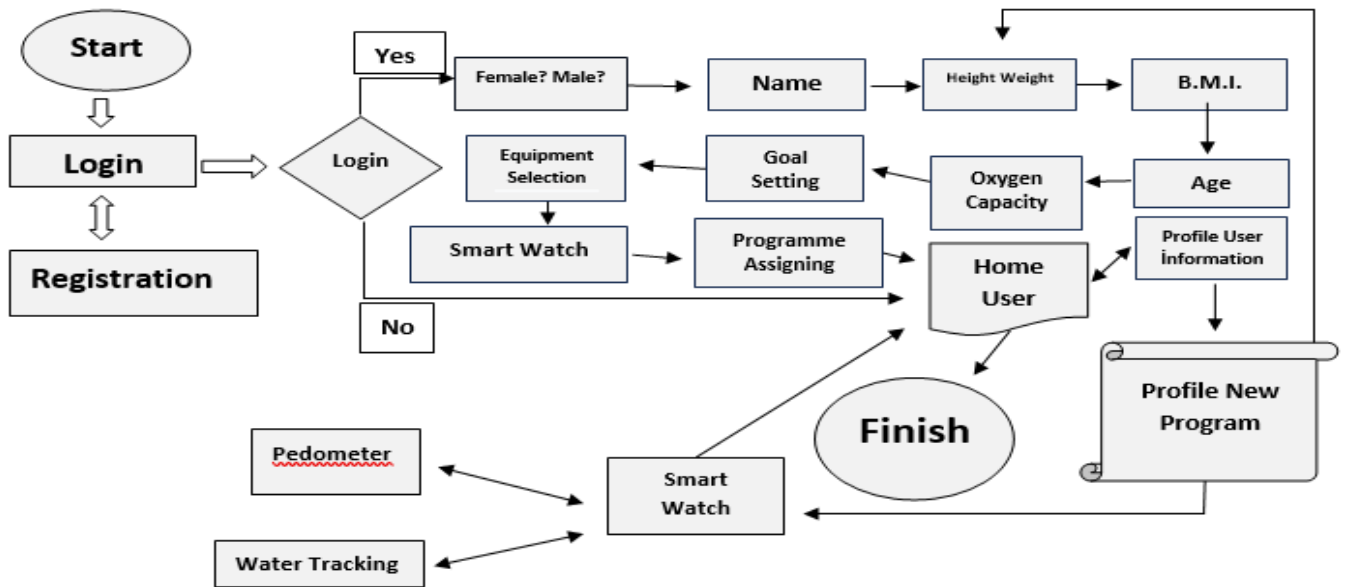 Start
Yes
Female? Male?
Name
Height Weight
B.M.I.
Login
Login
Equipment
Selection
Goal
Setting
Oxygen
Capacity
Age
Registration
Smart Watch
Programme
Assigning
Home
User
Profile User
İnformation
No
Profile New
Program
Finish
Pedometer
Smart
Watch
Water Tracking